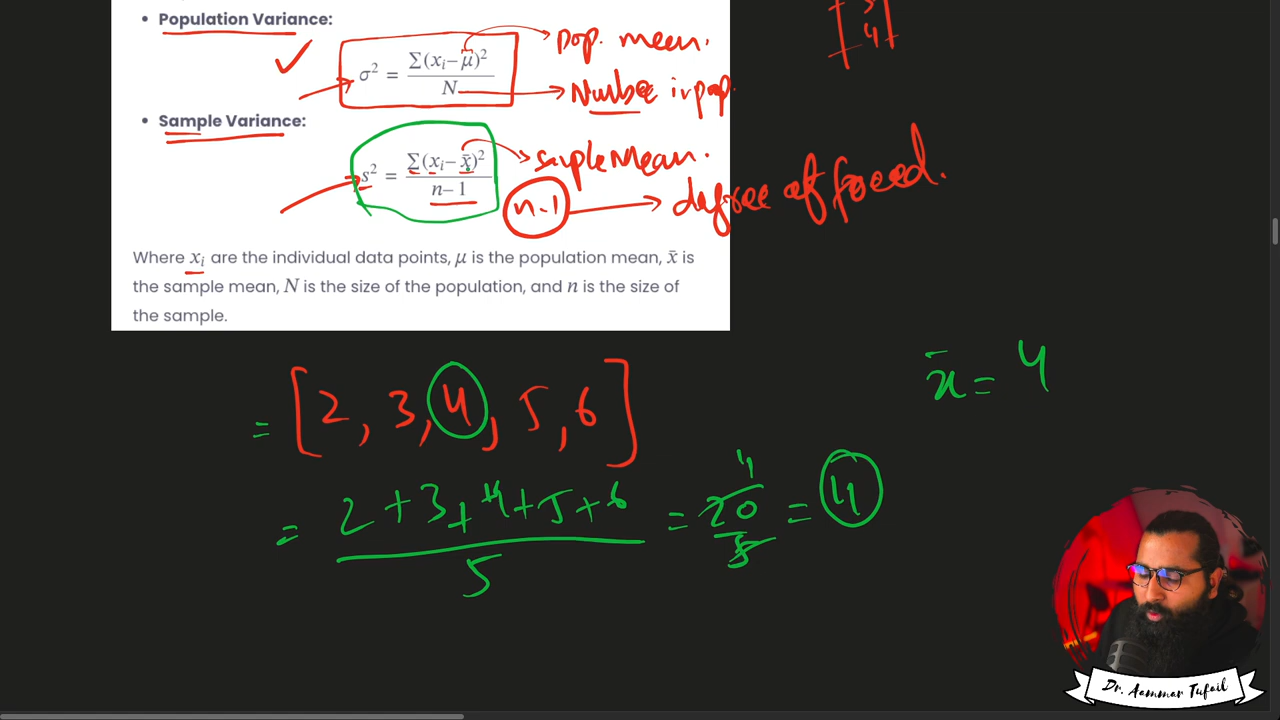 • Population Variance:
σ² = Σ(xᵢ–μ)² / N
pop. mean.
Number in pop.
• Sample Variance:
s² = Σ(xᵢ–x̄)² / n–1
sample Mean.
n-1
degree of
Where xᵢ are the individual data points, μ is the population mean, x̄ is
the sample mean, N is the size of the population, and n is the size of
the sample.
x̄ = 4
= [2, 3, 4, 5, 6]
= 2+3+4+5+6 / 5 = 20 / 5 = 4
4
Dr. Aammar Tufail